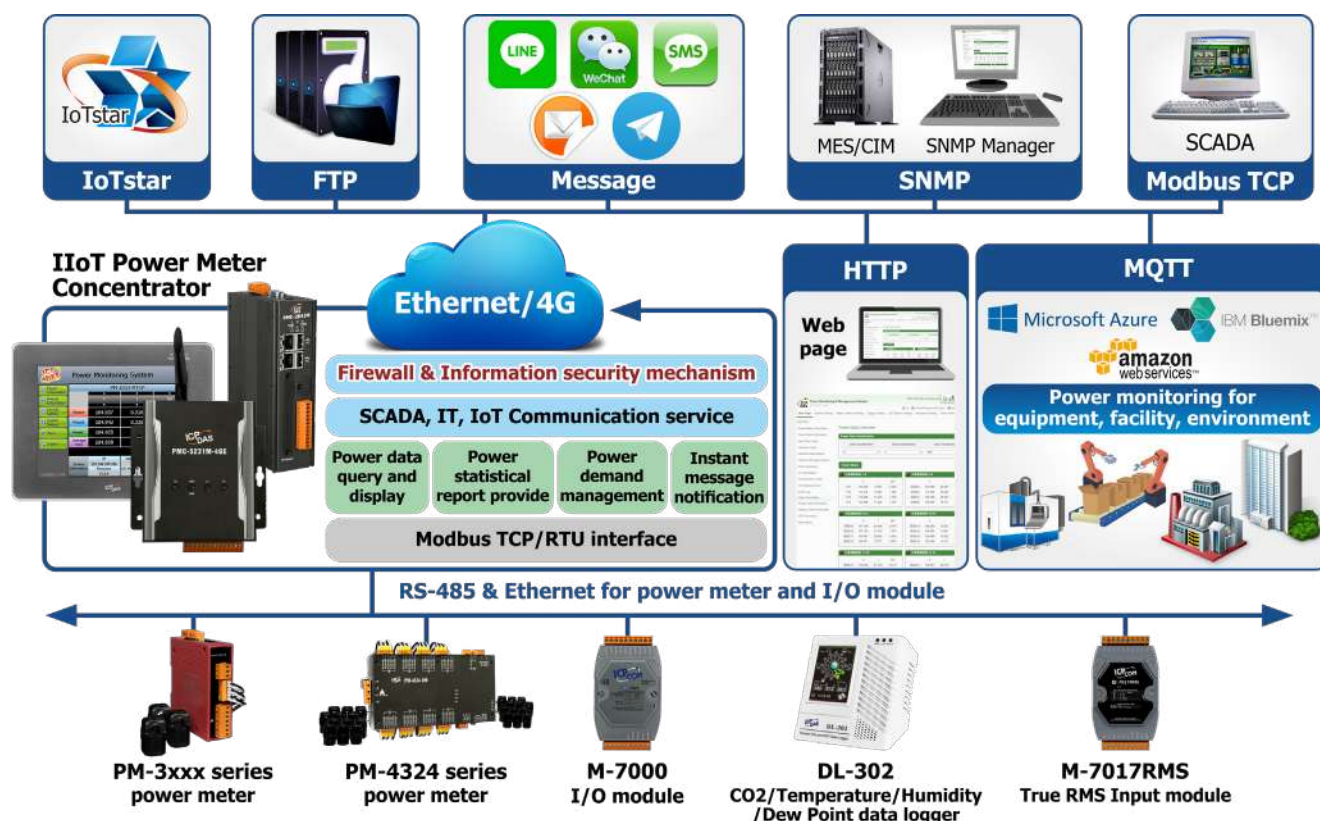 IoTstar
LINE
WeChat
SMS
MES/CIM
SNMP Manager
SCADA
IoTstar
FTP
Message
SNMP
Modbus TCP
IIoT Power Meter
Concentrator
Ethernet/4G
Power Monitoring System
ICP DAS
PMC-5231M-4GE
Firewall & Information security mechanism
SCADA, IT, IoT Communication service
Power data
query and
display
Power
statistical
report provide
Power
demand
management
Instant
message
notification
Modbus TCP/RTU interface
HTTP
Web
page
MQTT
Microsoft Azure
IBM Bluemix™
amazon
web services™
Power monitoring for
equipment, facility, environment
RS-485 & Ethernet for power meter and I/O module
PM-3xxx series
power meter
PM-4324 series
power meter
M-7000
I/O module
DL-302
CO2/Temperature/Humidity
/Dew Point data logger
M-7017RMS
True RMS Input module